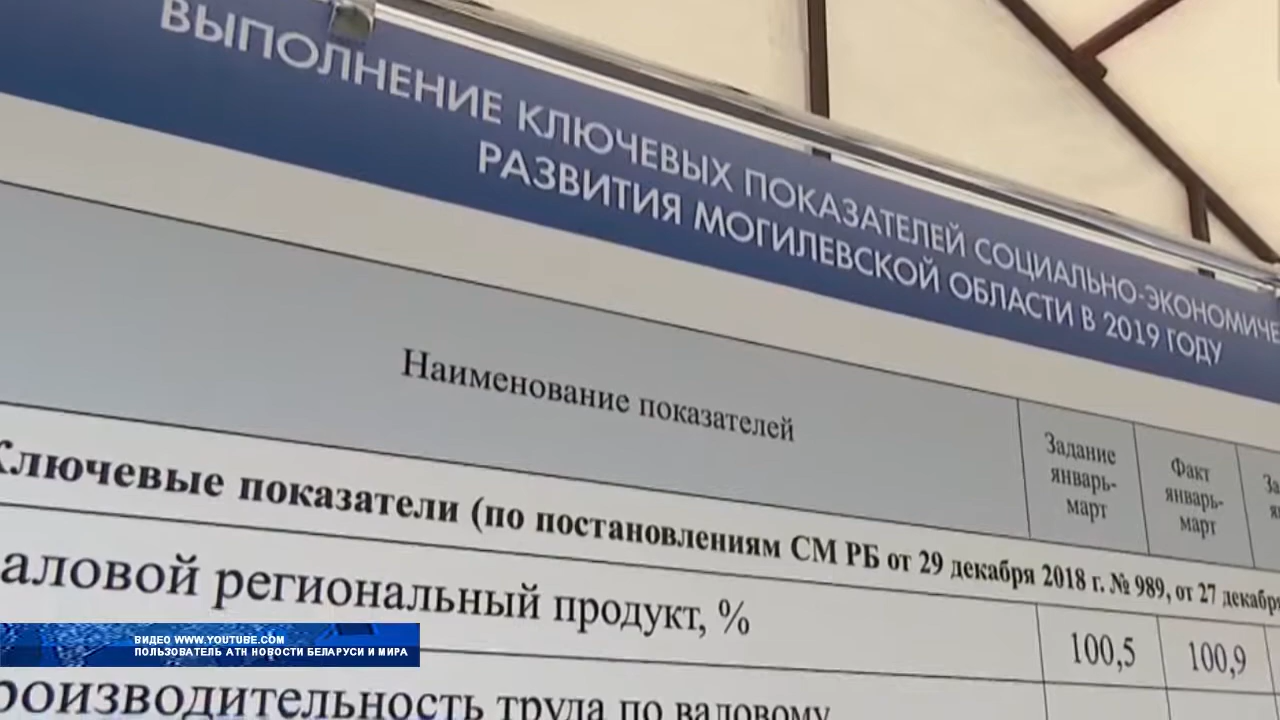 ВЫПОЛНЕНИЕ КЛЮЧЕВЫХ ПОКАЗАТЕЛЕЙ СОЦИАЛЬНО-ЭКОНОМИЧЕ
РАЗВИТИЯ МОГИЛЕВСКОЙ ОБЛАСТИ В 2019 ГОДУ
Наименование показателей
Задание
январь-
март
Факт
январь-
март
За
Ключевые показатели (по постановлениям СМ РБ от 29 декабря 2018 г. № 989, от 27 декабря
аловой региональный продукт, %
100,5
100,9
роизводительность труда по валовому
ВИДЕО WWW.YOUTUBE.COM
ПОЛЬЗОВАТЕЛЬ АТН НОВОСТИ БЕЛАРУСИ И МИРА